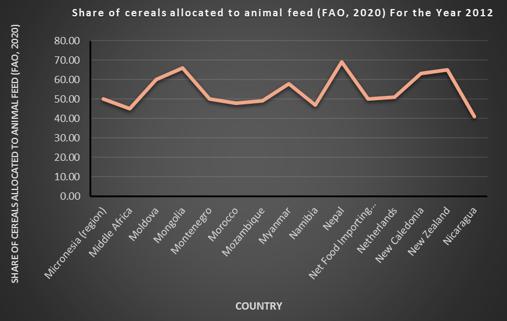 Share of cereals allocated to animal feed (FAO, 2020) For the Year 2012
SHARE OF CEREALS ALLOCATED TO ANIMAL FEED (FAO, 2020)
80.00
70.00
60.00
50.00
40.00
30.00
20.00
10.00
0.00
Micronesia (region)
Middle Africa
Moldova
Mongolia
Montenegro
Morocco
Mozambique
Myanmar
Namibia
Nepal
Net Food Importing...
Netherlands
New Caledonia
New Zealand
Nicaragua
COUNTRY